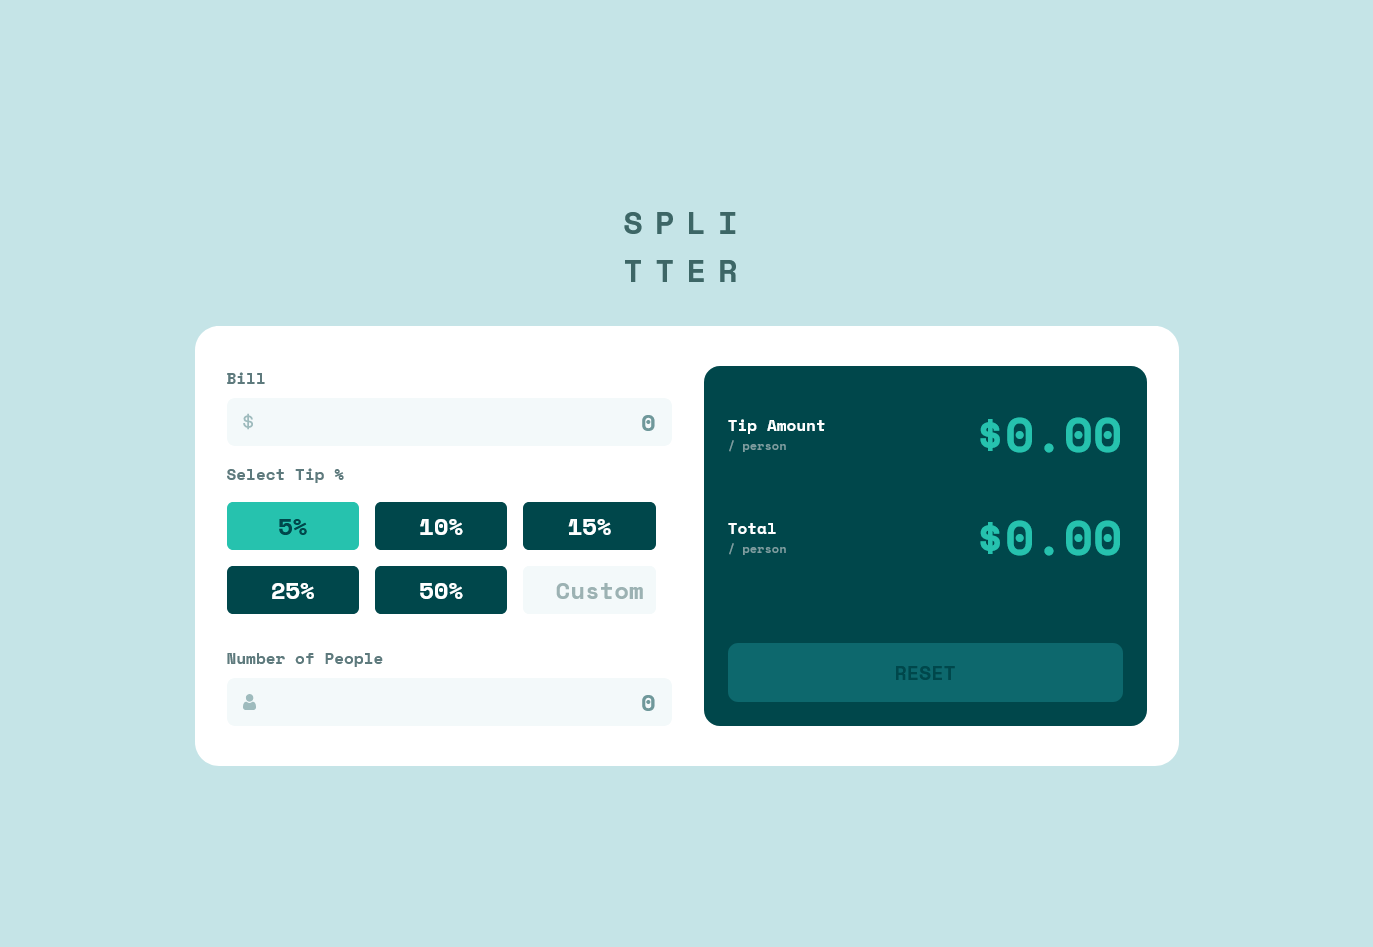 SPLI
TTER
Bill
$ 0
Select Tip %
5% 10% 15%
25% 50% Custom
Number of People
0
Tip Amount
/ person
$0.00
Total
/ person
$0.00
RESET